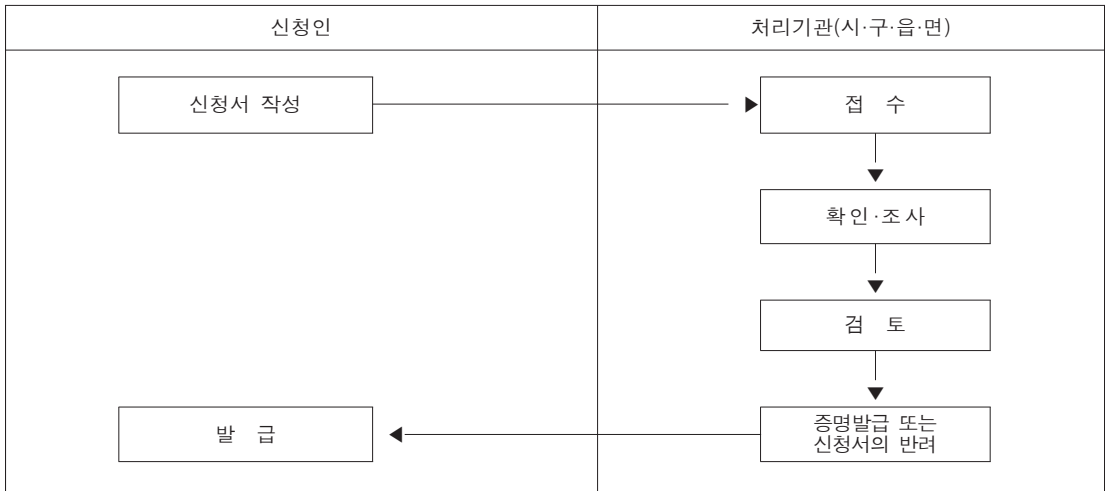 신청인
처리기관(시·구·읍·면)
신청서 작성
접 수
확인·조사
검 토
증명발급 또는
신청서의 반려
발 급